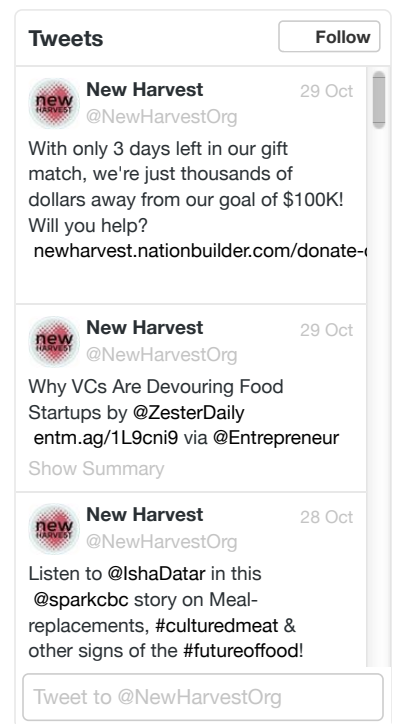 Tweets
Follow
new
HARVEST
New Harvest
29 Oct
@NewHarvestOrg
With only 3 days left in our gift
match, we're just thousands of
dollars away from our goal of $100K!
Will you help?
newharvest.nationbuilder.com/donate-
new
HARVEST
New Harvest
29 Oct
@NewHarvestOrg
Why VCs Are Devouring Food
Startups by @ZesterDaily
entm.ag/1L9cni9 via @Entrepreneur
Show Summary
new
HARVEST
New Harvest
28 Oct
@NewHarvestOrg
Listen to @IshaDatar in this
@sparkcbc story on Meal-
replacements, #culturedmeat &
other signs of the #futureoffood!
Tweet to @NewHarvestOrg